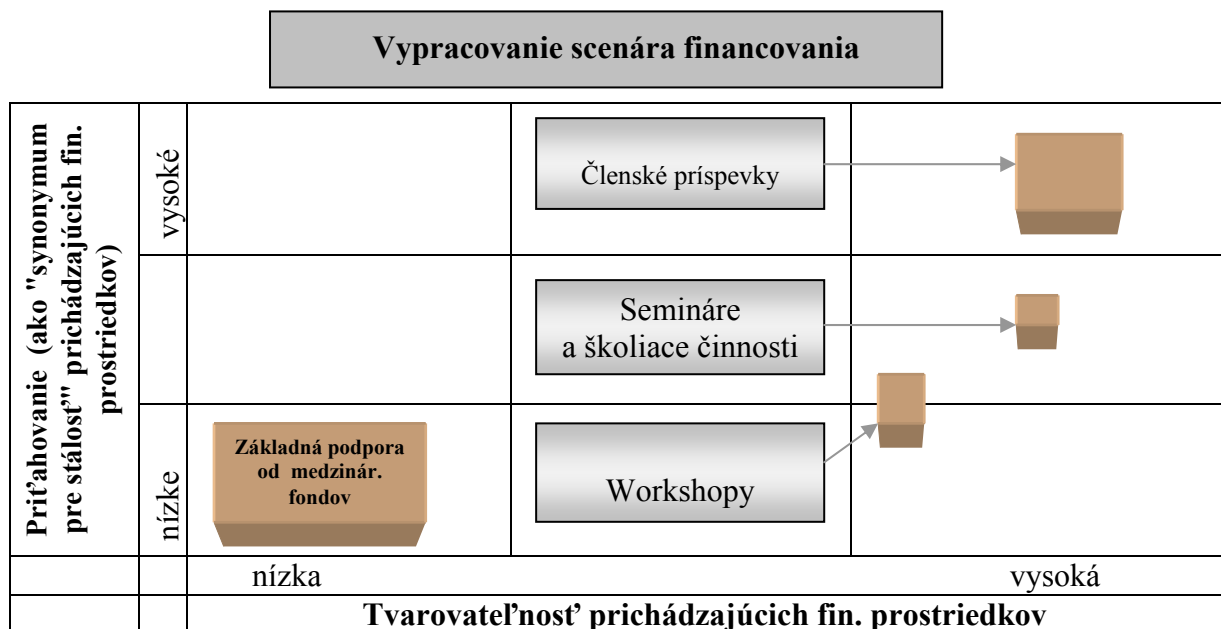 Vypracovanie scenára financovania
Priťahovanie (ako "synonymum
pre stálosť" prichádzajúcich fin.
prostriedkov)
vysoké
Členské príspevky
Semináre
a školiace činnosti
nízke
Základná podpora
od medzinár.
fondov
Workshopy
nízka
vysoká
Tvarovateľnosť prichádzajúcich fin. prostriedkov